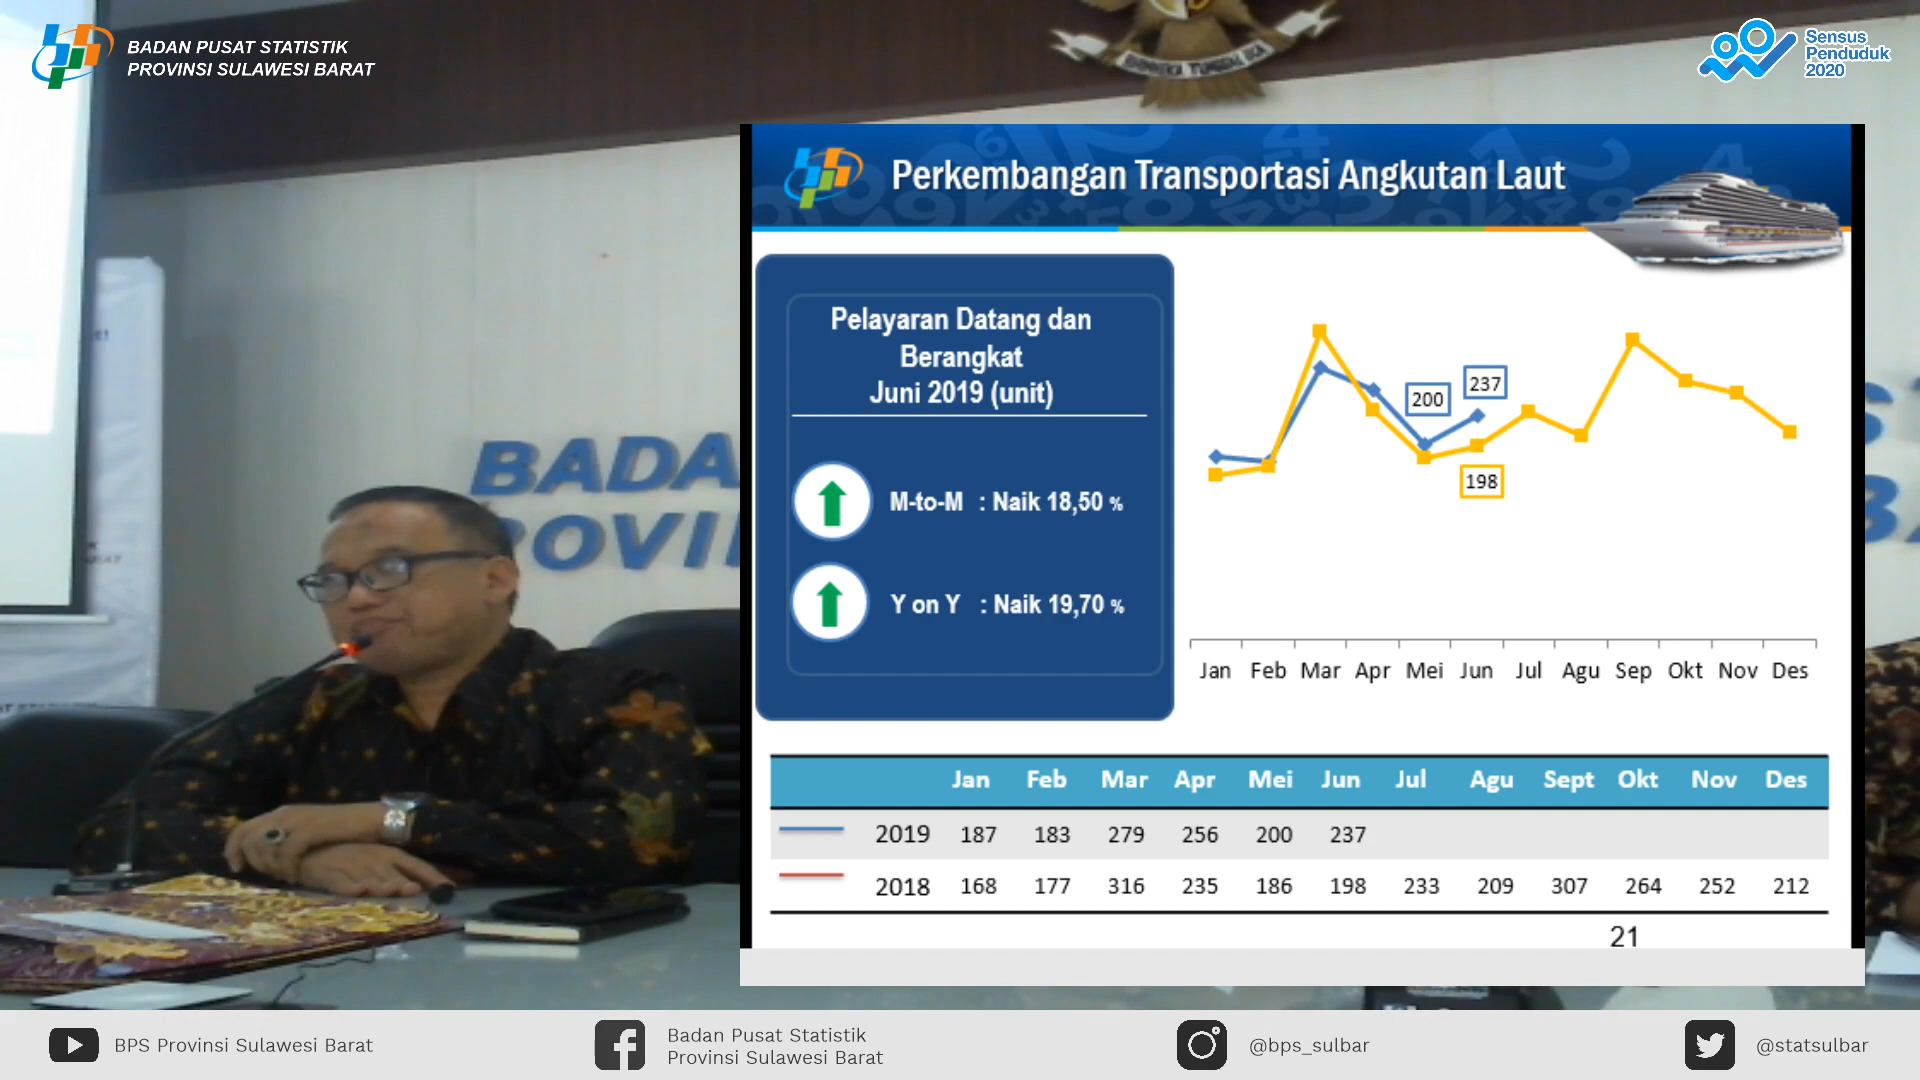 BADAN PUSAT STATISTIK
PROVINSI SULAWESI BARAT
Sensus
Penduduk
2020
Perkembangan Transportasi Angkutan Laut
Pelayaran Datang dan
Berangkat
Juni 2019 (unit)
M-to-M : Naik 18,50 %
Y on Y : Naik 19,70 %
200
237
198
Jan Feb Mar Apr Mei Jun Jul Agu Sep Okt Nov Des
Jan Feb Mar Apr Mei Jun Jul Agu Sept Okt Nov Des
2019 187 183 279 256 200 237
2018 168 177 316 235 186 198 233 209 307 264 252 212
21
BADA
PROVIN
BPS Provinsi Sulawesi Barat
Badan Pusat Statistik
Provinsi Sulawesi Barat
@bps_sulbar
@statsulbar